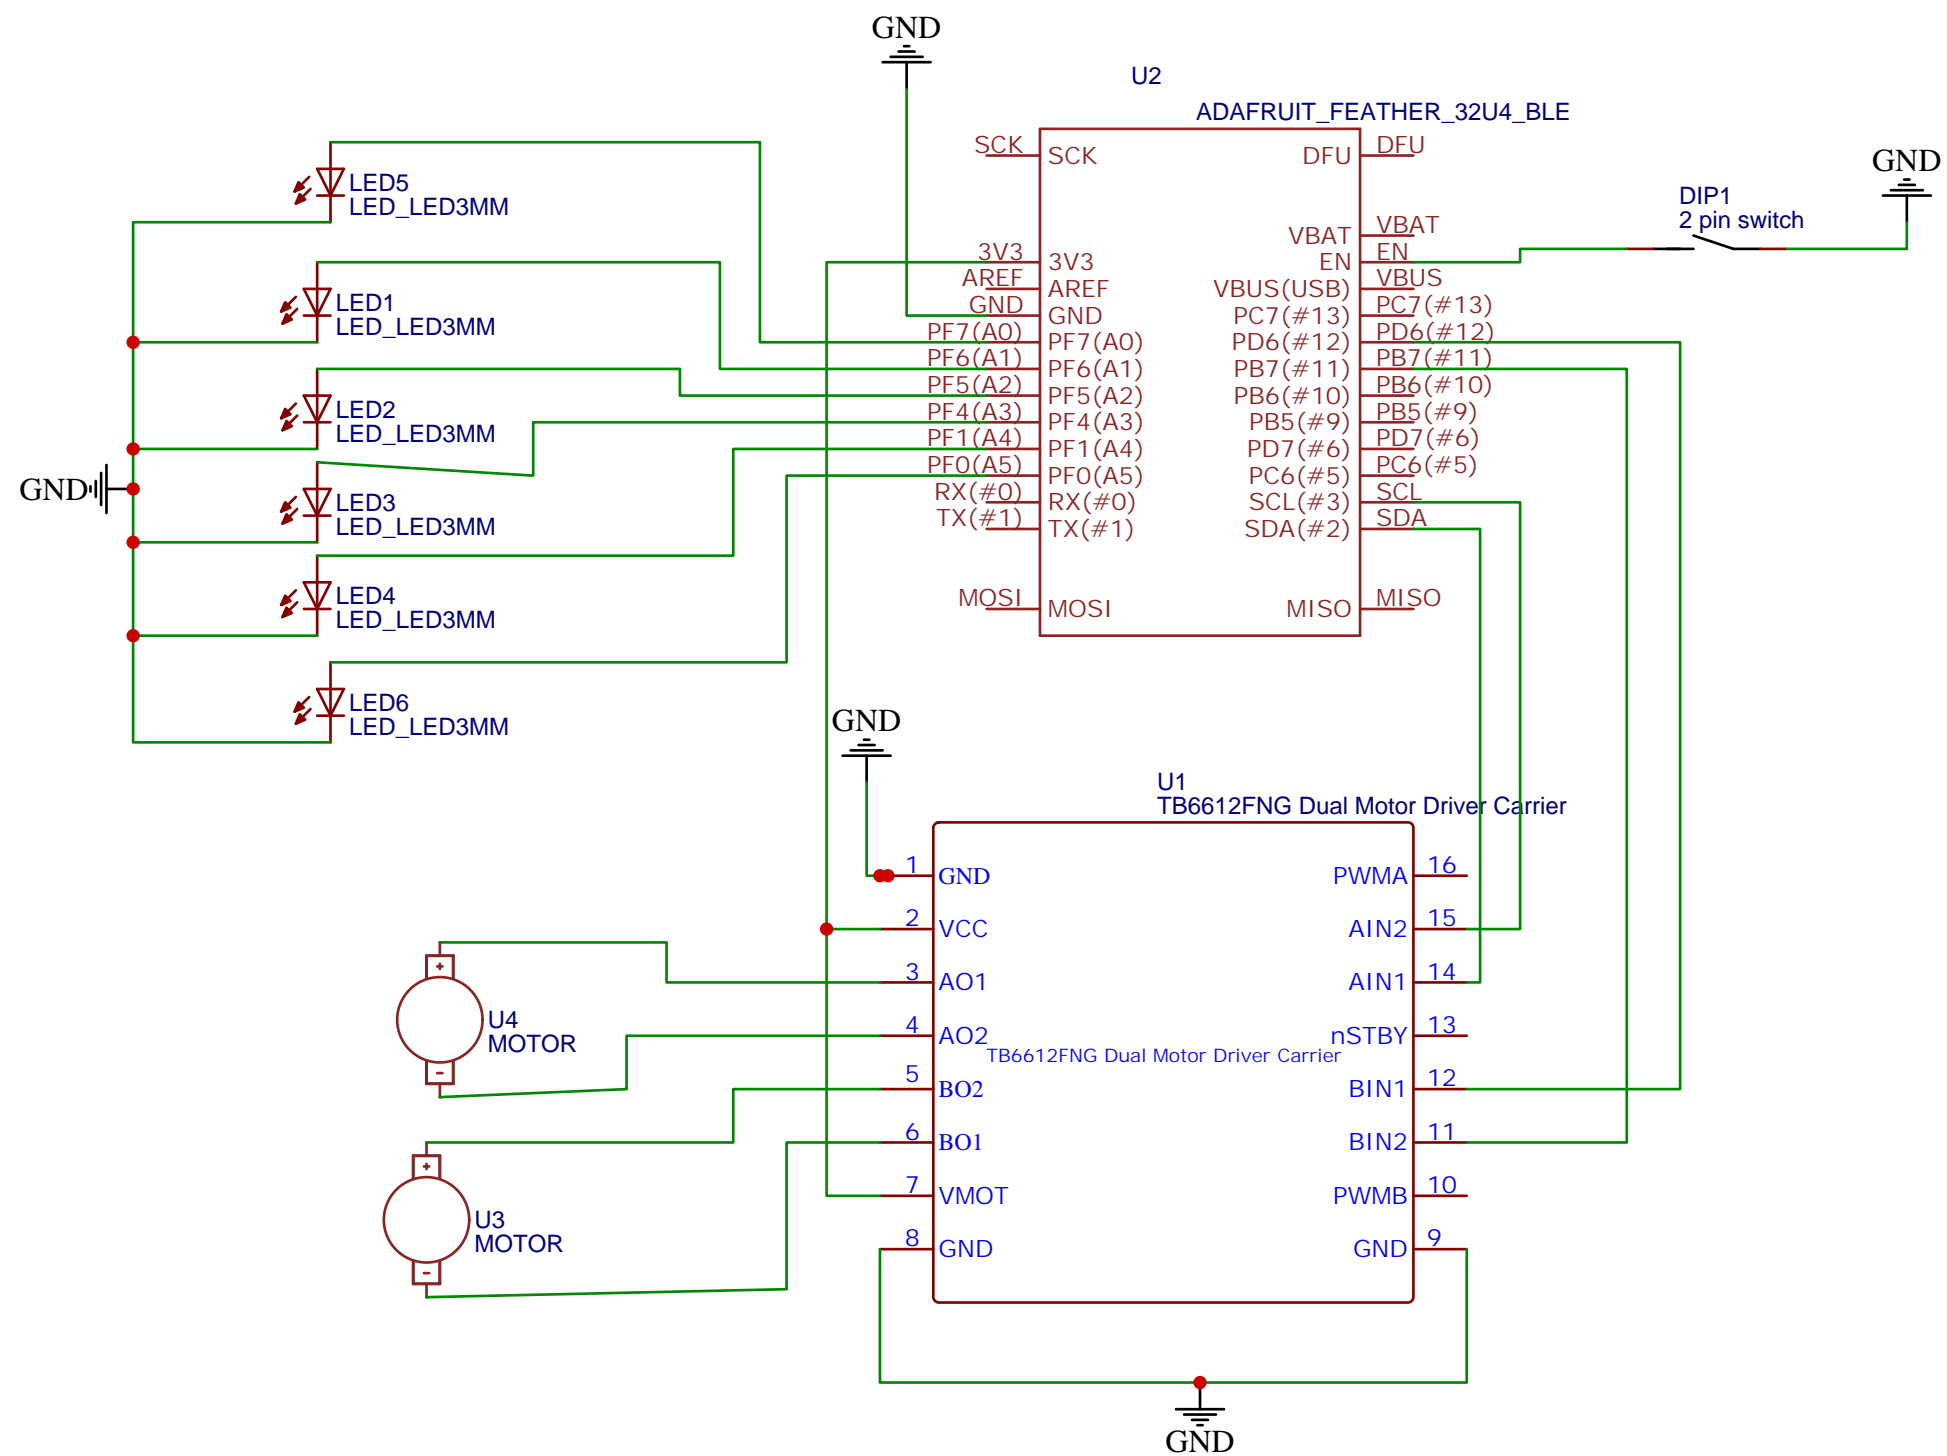 GND
U2
ADAFRUIT_FEATHER_32U4_BLE
SCK
SCK
DFU
DFU
GND
DIP1
2 pin switch
LED5
LED_LED3MM
VBAT
VBAT
3V3
3V3
EN
EN
AREF
AREF
VBUS(USB)
VBUS
GND
GND
PC7(#13)
PC7(#13)
PF7(A0)
PF7(A0)
PD6(#12)
PD6(#12)
PF6(A1)
PF6(A1)
PB7(#11)
PB7(#11)
PF5(A2)
PF5(A2)
PB6(#10)
PB6(#10)
PF4(A3)
PF4(A3)
PB5(#9)
PB5(#9)
PF1(A4)
PF1(A4)
PD7(#6)
PD7(#6)
PF0(A5)
PF0(A5)
PC6(#5)
PC6(#5)
RX(#0)
RX(#0)
SCL(#3)
SCL
TX(#1)
TX(#1)
SDA(#2)
SDA
MOSI
MOSI
MISO
MISO
LED1
LED_LED3MM
LED2
LED_LED3MM
GND
LED3
LED_LED3MM
LED4
LED_LED3MM
LED6
LED_LED3MM
GND
U1
TB6612FNG Dual Motor Driver Carrier
1
GND
PWMA
16
2
VCC
AIN2
15
3
AO1
AIN1
14
4
AO2
nSTBY
13
TB6612FNG Dual Motor Driver Carrier
5
BO2
BIN1
12
6
BO1
BIN2
11
7
VMOT
PWMB
10
8
GND
GND
9
+
U4
MOTOR
-
+
U3
MOTOR
-
GND